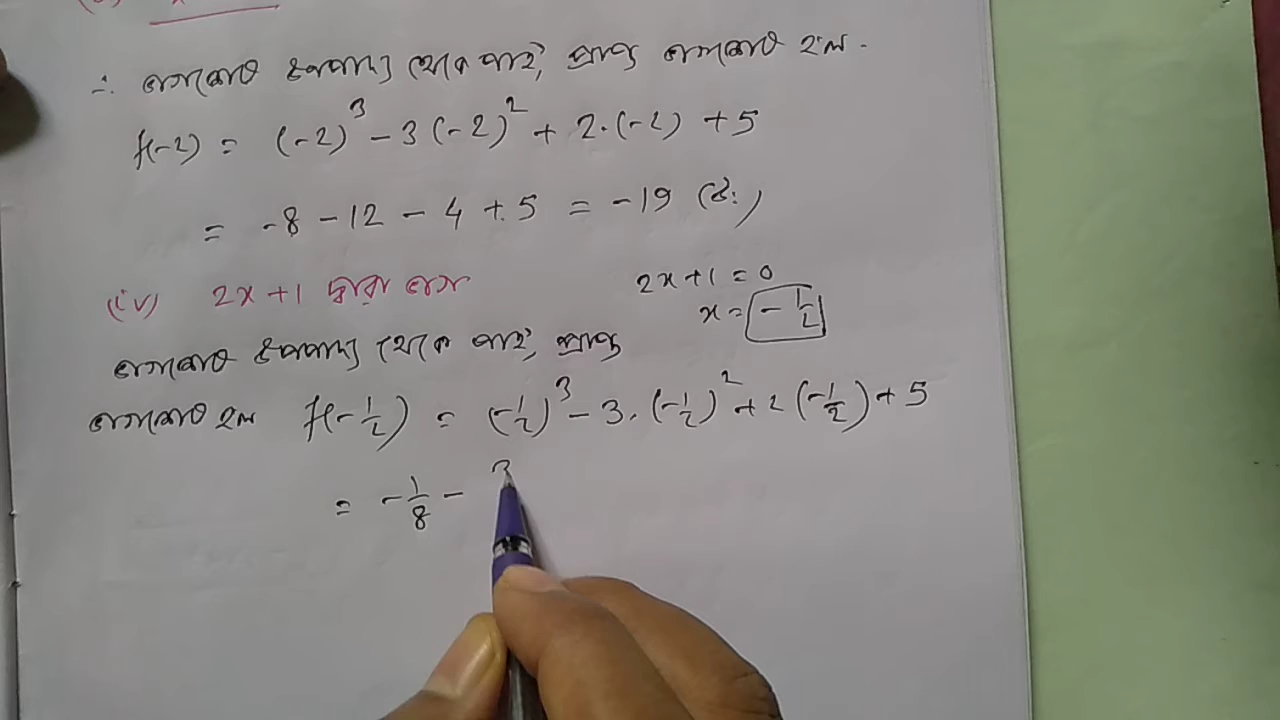 ∴ ভাগশেষ উপপাদ্য থেকে পাই, প্রাপ্ত ভাগশেষ হল -
f(-2) = (-2)³ - 3(-2)² + 2·(-2) + 5
= -8 - 12 - 4 + 5 = -19 (উঃ)
(iv) 2x+1 দ্বারা ভাগ
2x+1 = 0
x = -1/2
ভাগশেষ উপপাদ্য থেকে পাই, প্রাপ্ত
ভাগশেষ হল f(-1/2) = (-1/2)³ - 3·(-1/2)² + 2(-1/2) + 5
= -1/8 - 3